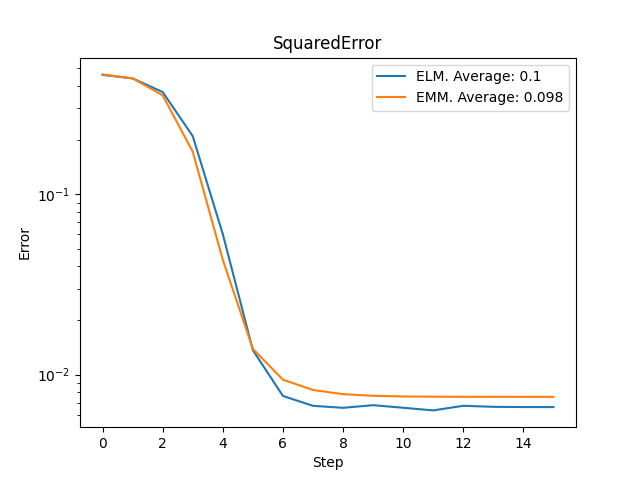 SquaredError
ELM. Average: 0.1
EMM. Average: 0.098
10⁻¹
10⁻²
Error
0 2 4 6 8 10 12 14
Step